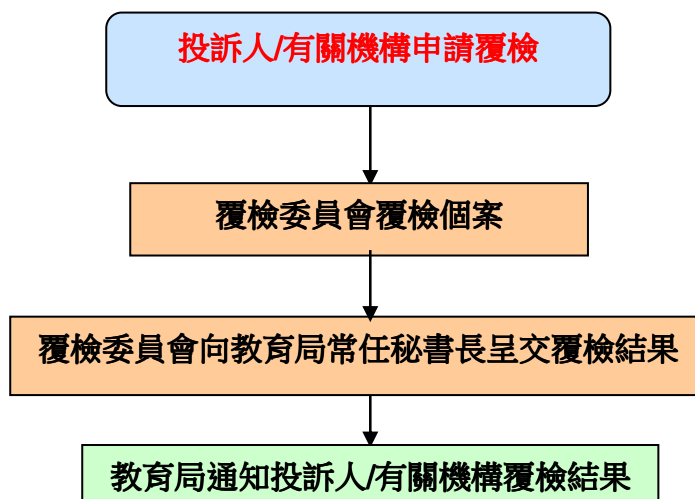 投訴人/有關機構申請覆檢
覆檢委員會覆檢個案
覆檢委員會向教育局常任秘書長呈交覆檢結果
教育局通知投訴人/有關機構覆檢結果